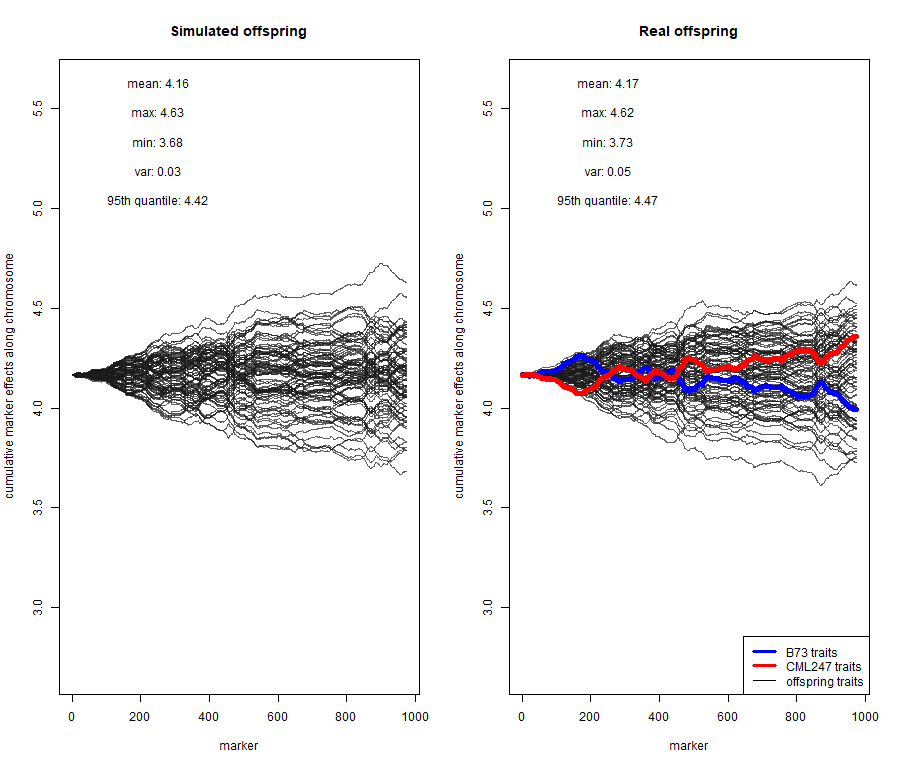 Simulated offspring
mean: 4.16
max: 4.63
min: 3.68
var: 0.03
95th quantile: 4.42
cumulative marker effects along chromosome
5.5
5.0
4.5
4.0
3.5
3.0
0 200 400 600 800 1000
marker
Real offspring
mean: 4.17
max: 4.62
min: 3.73
var: 0.05
95th quantile: 4.47
cumulative marker effects along chromosome
5.5
5.0
4.5
4.0
3.5
3.0
B73 traits
CML247 traits
offspring traits
0 200 400 600 800 1000
marker